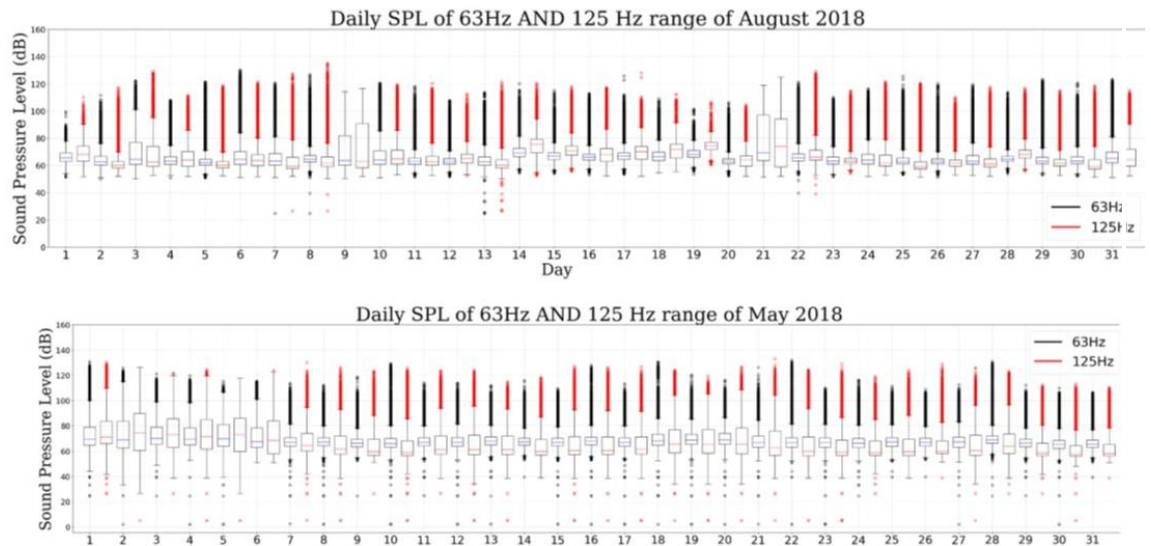 Daily SPL of 63Hz AND 125 Hz range of August 2018
Sound Pressure Level (dB)
160
140
120
100
80
60
40
20
0
63Hz
125Hz
1 2 3 4 5 6 7 8 9 10 11 12 13 14 15 16 17 18 19 20 21 22 23 24 25 26 27 28 29 30 31
Day
Daily SPL of 63Hz AND 125 Hz range of May 2018
Sound Pressure Level (dB)
160
140
120
100
80
60
40
20
0
63Hz
125Hz
1 2 3 4 5 6 7 8 9 10 11 12 13 14 15 16 17 18 19 20 21 22 23 24 25 26 27 28 29 30 31